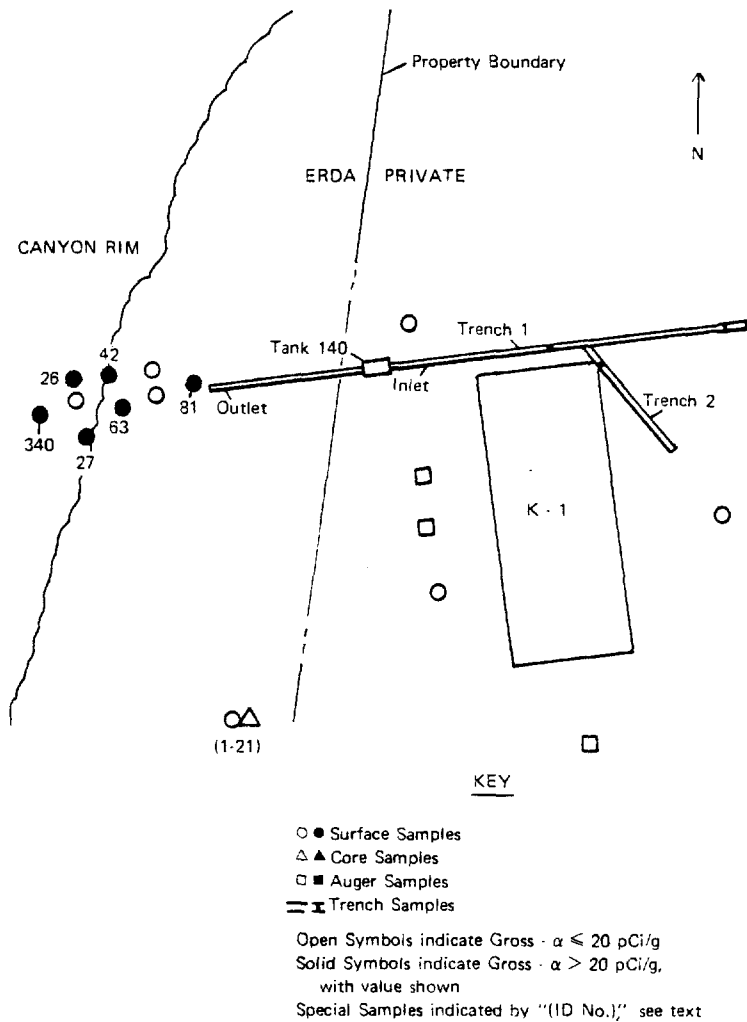 Property Boundary
N
ERDA PRIVATE
CANYON RIM
Trench 1
Tank 140
42
26
Inlet
Outlet
Trench 2
81
63
340
27
K - 1
(1-21)
KEY
Surface Samples
Core Samples
Auger Samples
Trench Samples
Open Symbols indicate Gross - α ⩽ 20 pCi/g
Solid Symbols indicate Gross - α > 20 pCi/g,
with value shown
Special Samples indicated by "(ID No.)," see text